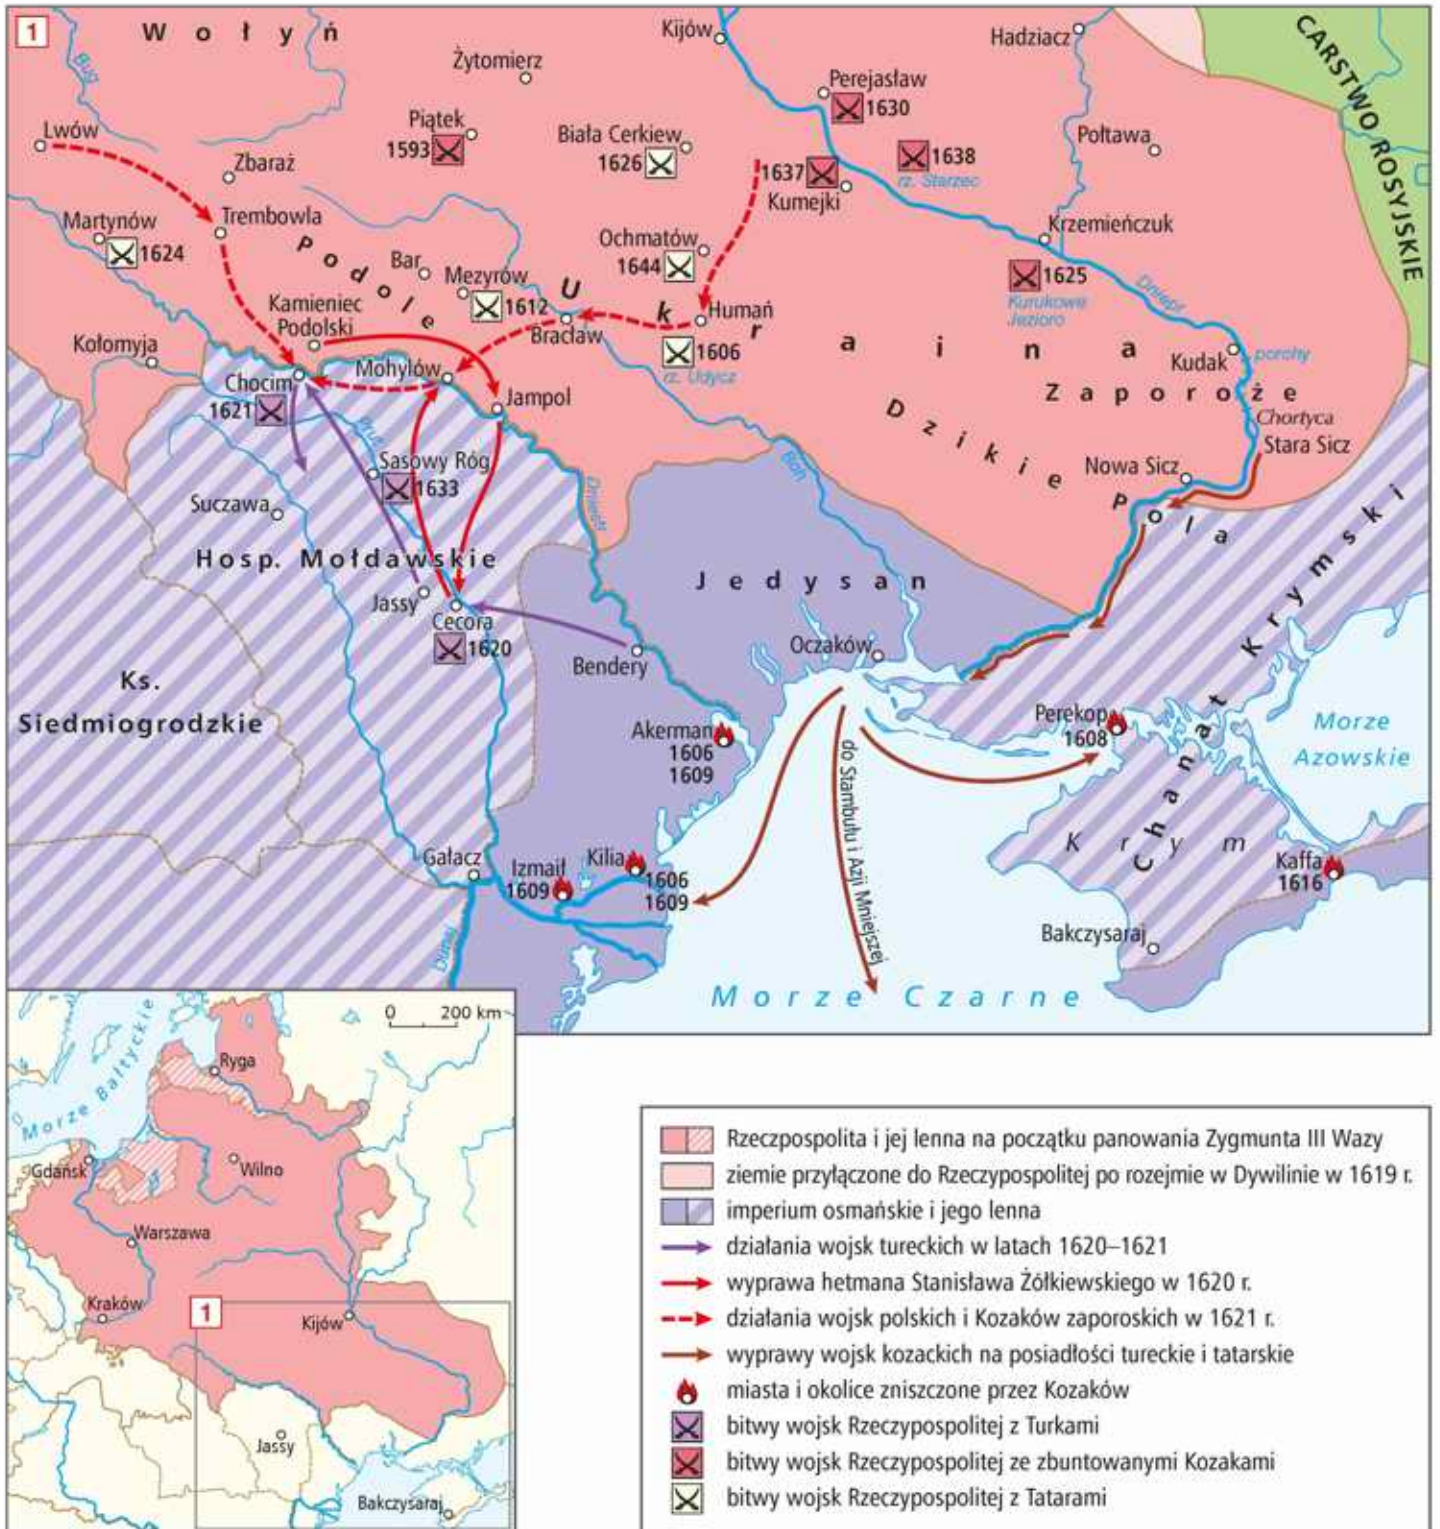 1
Wołyń
Bug
Kijów
Hadziacz
CARSTWO ROSYJSKIE
Żytomierz
Perejasław
1630
Lwów
Piątek
1593
Biała Cerkiew
1626
1638
rz. Starzec
Połtawa
Zbaraż
1637
Kumejki
Martynów
1624
Trembowla
Podole
Bar
Ochmatów
1644
Krzemieńczuk
1625
Kurukowe
Jezioro
Dniepr
Mezyrów
1612
Ukraina
Kamieniec
Podolski
Bracław
Humań
1606
rz. Udycz
Kołomyja
Chocim
1621
Mohylów
Jampol
Kudak
porohy
Zaporoże
Chortyca
Stara Sicz
Dzikie Pola
Nowa Sicz
Prut
Sasowy Róg
1633
Suczawa
Dniestr
Boh
Hosp. Mołdawskie
Jedysan
Jassy
Cecora
1620
Bendery
Oczaków
Chanat Krymski
Ks.
Siedmiogrodzkie
Akerman
1606
1609
Perekop
1608
Morze
Azowskie
do Stambułu i Azji Mniejszej
Krym
Gałacz
Izmaił
1609
Kilia
1606
1609
Kaffa
1616
Bakczysaraj
Dunaj
Morze Czarne
Morze Bałtyckie
0 200 km
Ryga
Gdańsk
Wilno
Warszawa
Kraków
1
Kijów
Jassy
Bakczysaraj
Rzeczpospolita i jej lenna na początku panowania Zygmunta III Wazy
ziemie przyłączone do Rzeczypospolitej po rozejmie w Dywilinie w 1619 r.
imperium osmańskie i jego lenna
działania wojsk tureckich w latach 1620–1621
wyprawa hetmana Stanisława Żółkiewskiego w 1620 r.
działania wojsk polskich i Kozaków zaporoskich w 1621 r.
wyprawy wojsk kozackich na posiadłości tureckie i tatarskie
miasta i okolice zniszczone przez Kozaków
bitwy wojsk Rzeczypospolitej z Turkami
bitwy wojsk Rzeczypospolitej ze zbuntowanymi Kozakami
bitwy wojsk Rzeczypospolitej z Tatarami